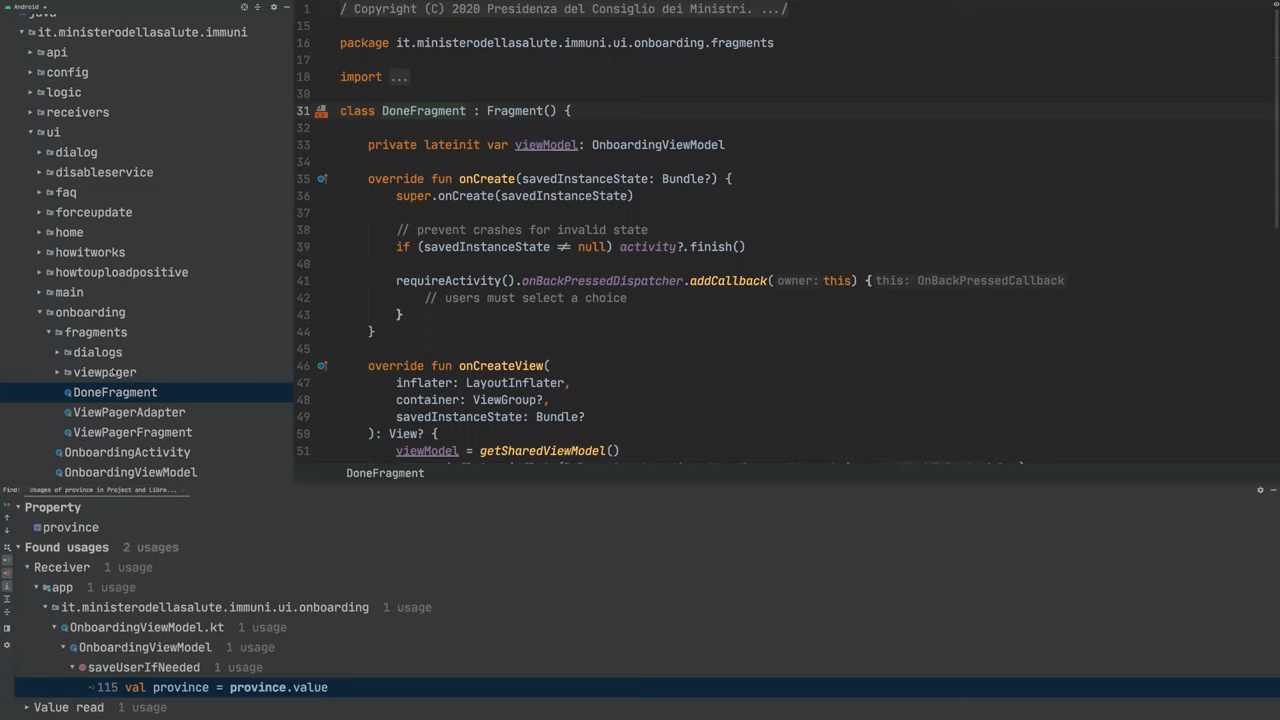 Android
java
it.ministerodellasalute.immuni
api
config
logic
receivers
ui
dialog
disableservice
faq
forceupdate
home
howitworks
howtouploadpositive
main
onboarding
fragments
dialogs
viewpager
DoneFragment
ViewPagerAdapter
ViewPagerFragment
OnboardingActivity
OnboardingViewModel
1 / Copyright (C) 2020 Presidenza del Consiglio dei Ministri. .../
15
16 package it.ministerodellasalute.immuni.ui.onboarding.fragments
17
18 import ...
30
31 class DoneFragment : Fragment() {
32
33 private lateinit var viewModel: OnboardingViewModel
34
35 override fun onCreate(savedInstanceState: Bundle?) {
36 super.onCreate(savedInstanceState)
37
38 // prevent crashes for invalid state
39 if (savedInstanceState ≠ null) activity?.finish()
40
41 requireActivity().onBackPressedDispatcher.addCallback( owner: this) { this: OnBackPressedCallback
42 // users must select a choice
43 }
44 }
45
46 override fun onCreateView(
47 inflater: LayoutInflater,
48 container: ViewGroup?,
49 savedInstanceState: Bundle?
50 ): View? {
51 viewModel = getSharedViewModel()
DoneFragment
Find: Usages of province in Project and Libra...
Property
province
Found usages 2 usages
Receiver 1 usage
app 1 usage
it.ministerodellasalute.immuni.ui.onboarding 1 usage
OnboardingViewModel.kt 1 usage
OnboardingViewModel 1 usage
saveUserIfNeeded 1 usage
115 val province = province.value
Value read 1 usage